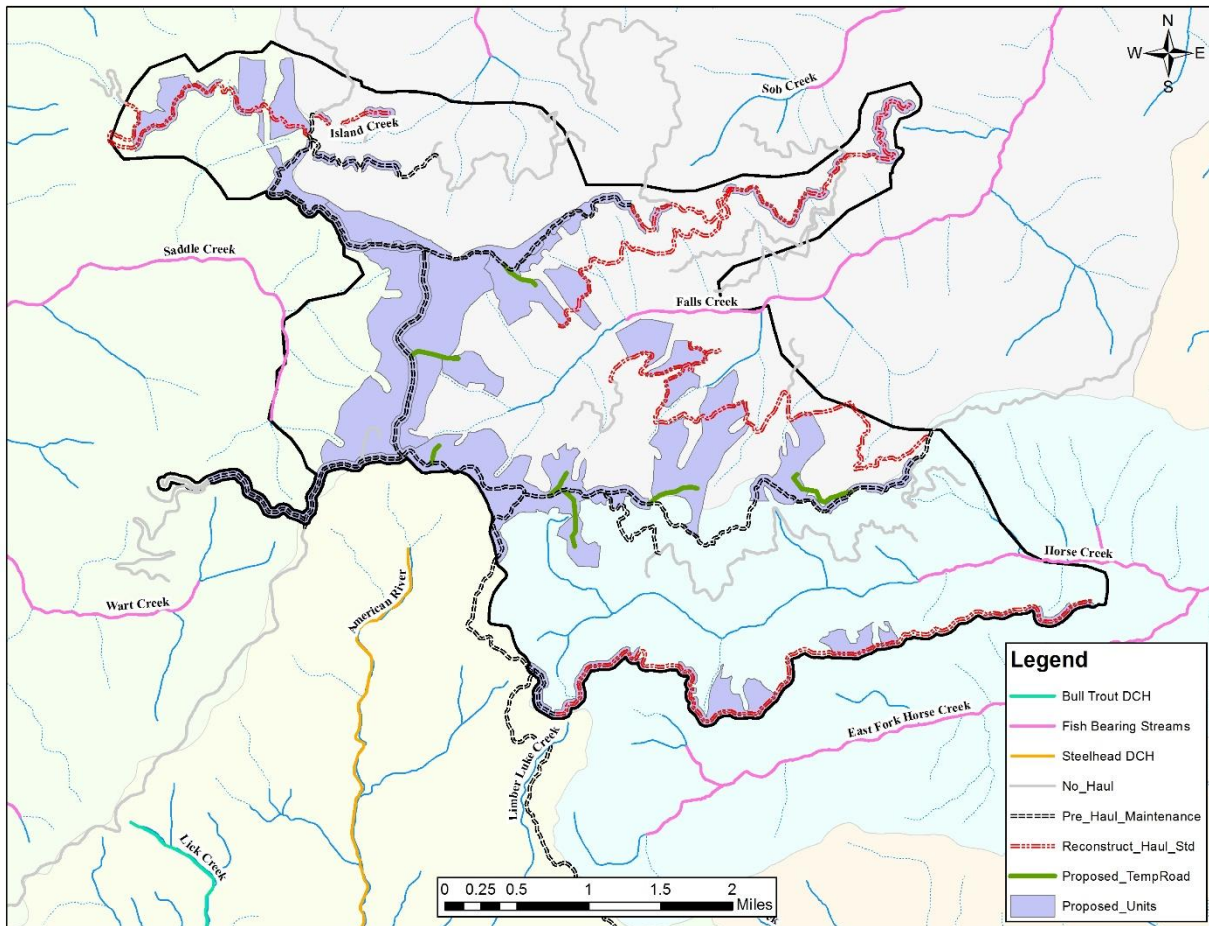 N
W E
S
Sob Creek
Island Creek
Saddle Creek
Falls Creek
Horse Creek
Wart Creek
American River
East Fork Horse Creek
Limber Luke Creek
Lick Creek
Legend
Bull Trout DCH
Fish Bearing Streams
Steelhead DCH
No_Haul
Pre_Haul_Maintenance
Reconstruct_Haul_Std
Proposed_TempRoad
Proposed_Units
0 0.25 0.5 1 1.5 2
Miles